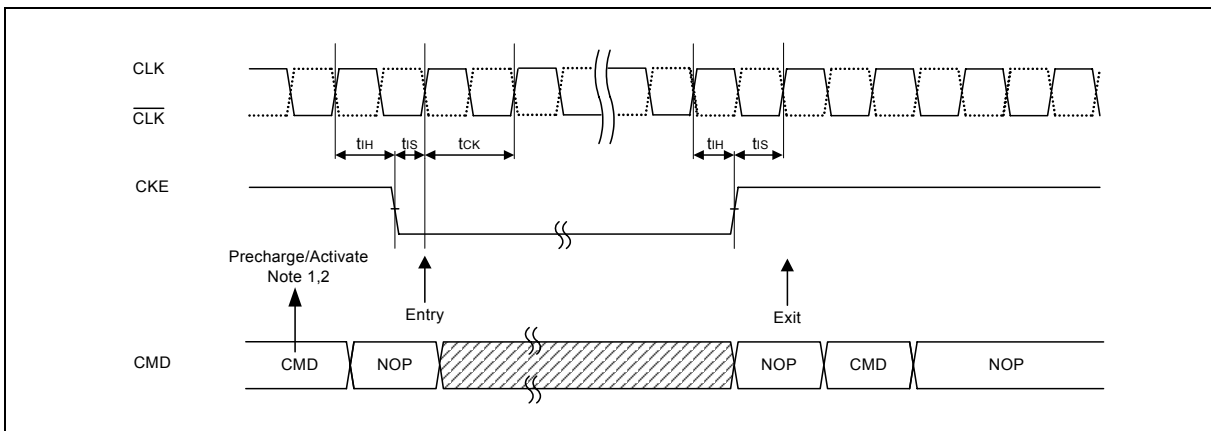 CLK
CLK
tIH tIS tCK tIH tIS
CKE
Precharge/Activate
Note 1,2
Entry
Exit
CMD
CMD NOP NOP CMD NOP